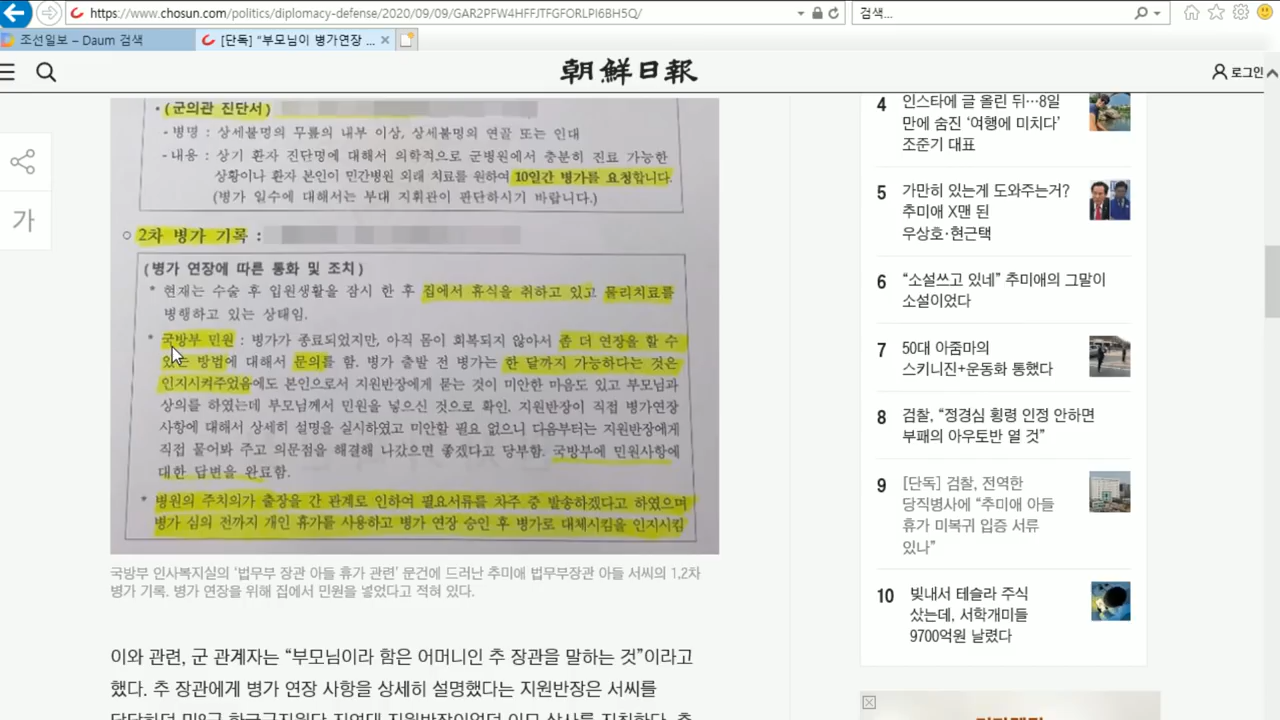 https://www.chosun.com/politics/diplomacy-defense/2020/09/09/GAR2PFW4HFFJTFGFORLPI6BH5Q/
검색...
조선일보 – Daum 검색
[단독] “부모님이 병가연장 ...
朝鮮日報
로그인
가
• (군의관 진단서)
- 병명 : 상세불명의 무릎의 내부 이상, 상세불명의 연골 또는 인대
- 내용 : 상기 환자 진단명에 대해서 의학적으로 군병원에서 충분히 진료 가능한
상황이나 환자 본인이 민간병원 외래 치료를 원하여 10일간 병가를 요청합니다.
(병가 일수에 대해서는 부대 지휘관이 판단하시기 바랍니다.)
○ 2차 병가 기록 :
(병가 연장에 따른 통화 및 조치)
* 현재는 수술 후 입원생활을 잠시 한 후 집에서 휴식을 취하고 있고 물리치료를
병행하고 있는 상태임.
* 국방부 민원 : 병가가 종료되었지만, 아직 몸이 회복되지 않아서 좀 더 연장을 할 수
있는 방법에 대해서 문의를 함. 병가 출발 전 병가는 한 달까지 가능하다는 것은
인지시켜주었음에도 본인으로서 지원반장에게 묻는 것이 미안한 마음도 있고 부모님과
상의를 하였는데 부모님께서 민원을 넣으신 것으로 확인. 지원반장이 직접 병가연장
사항에 대해서 상세히 설명을 실시하였고 미안할 필요 없으니 다음부터는 지원반장에게
직접 물어봐 주고 의문점을 해결해 나갔으면 좋겠다고 당부함. 국방부에 민원사항에
대한 답변을 완료함.
* 병원의 주치의가 출장을 간 관계로 인하여 필요서류를 차주 중 발송하겠다고 하였으며
병가 심의 전까지 개인 휴가를 사용하고 병가 연장 승인 후 병가로 대체시킴을 인지시킴
국방부 인사복지실의 ‘법무부 장관 아들 휴가 관련’ 문건에 드러난 추미애 법무부장관 아들 서씨의 1,2차
병가 기록. 병가 연장을 위해 집에서 민원을 넣었다고 적혀 있다.
이와 관련, 군 관계자는 “부모님이라 함은 어머니인 추 장관을 말하는 것”이라고
했다. 추 장관에게 병가 연장 사항을 상세히 설명했다는 지원반장은 서씨를
4 인스타에 글 올린 뒤…8일
만에 숨진 ‘여행에 미치다’
조준기 대표
5 가만히 있는게 도와주는거?
추미애 X맨 된
우상호·현근택
6 “소설쓰고 있네” 추미애의 그말이
소설이었다
7 50대 아줌마의
스키니진+운동화 통했다
8 검찰, “정경심 횡령 인정 안하면
부패의 아우토반 열 것”
9 [단독] 검찰, 전역한
당직병사에 “추미애 아들
휴가 미복귀 입증 서류
있나”
10 빚내서 테슬라 주식
샀는데, 서학개미들
9700억원 날렸다